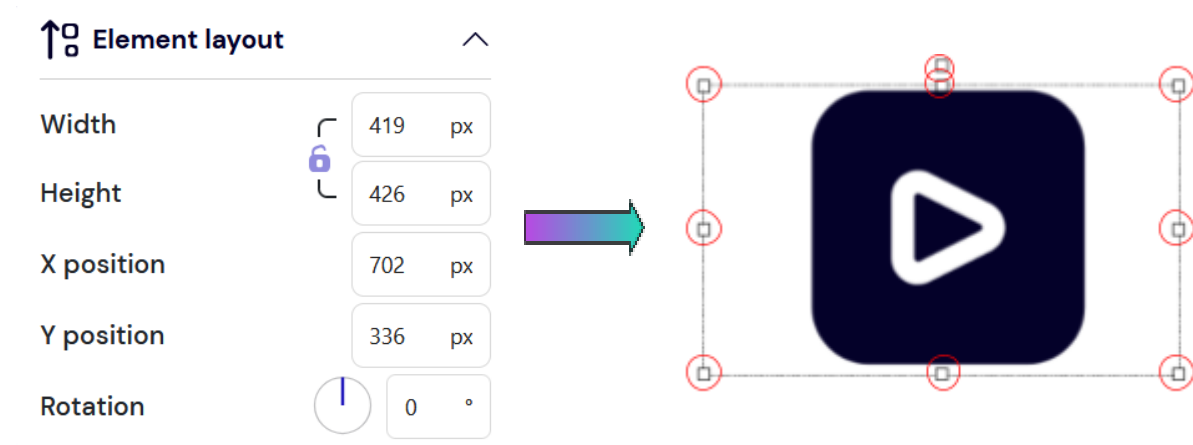 Element layout
Width 419 px
Height 426 px
X position 702 px
Y position 336 px
Rotation 0 °